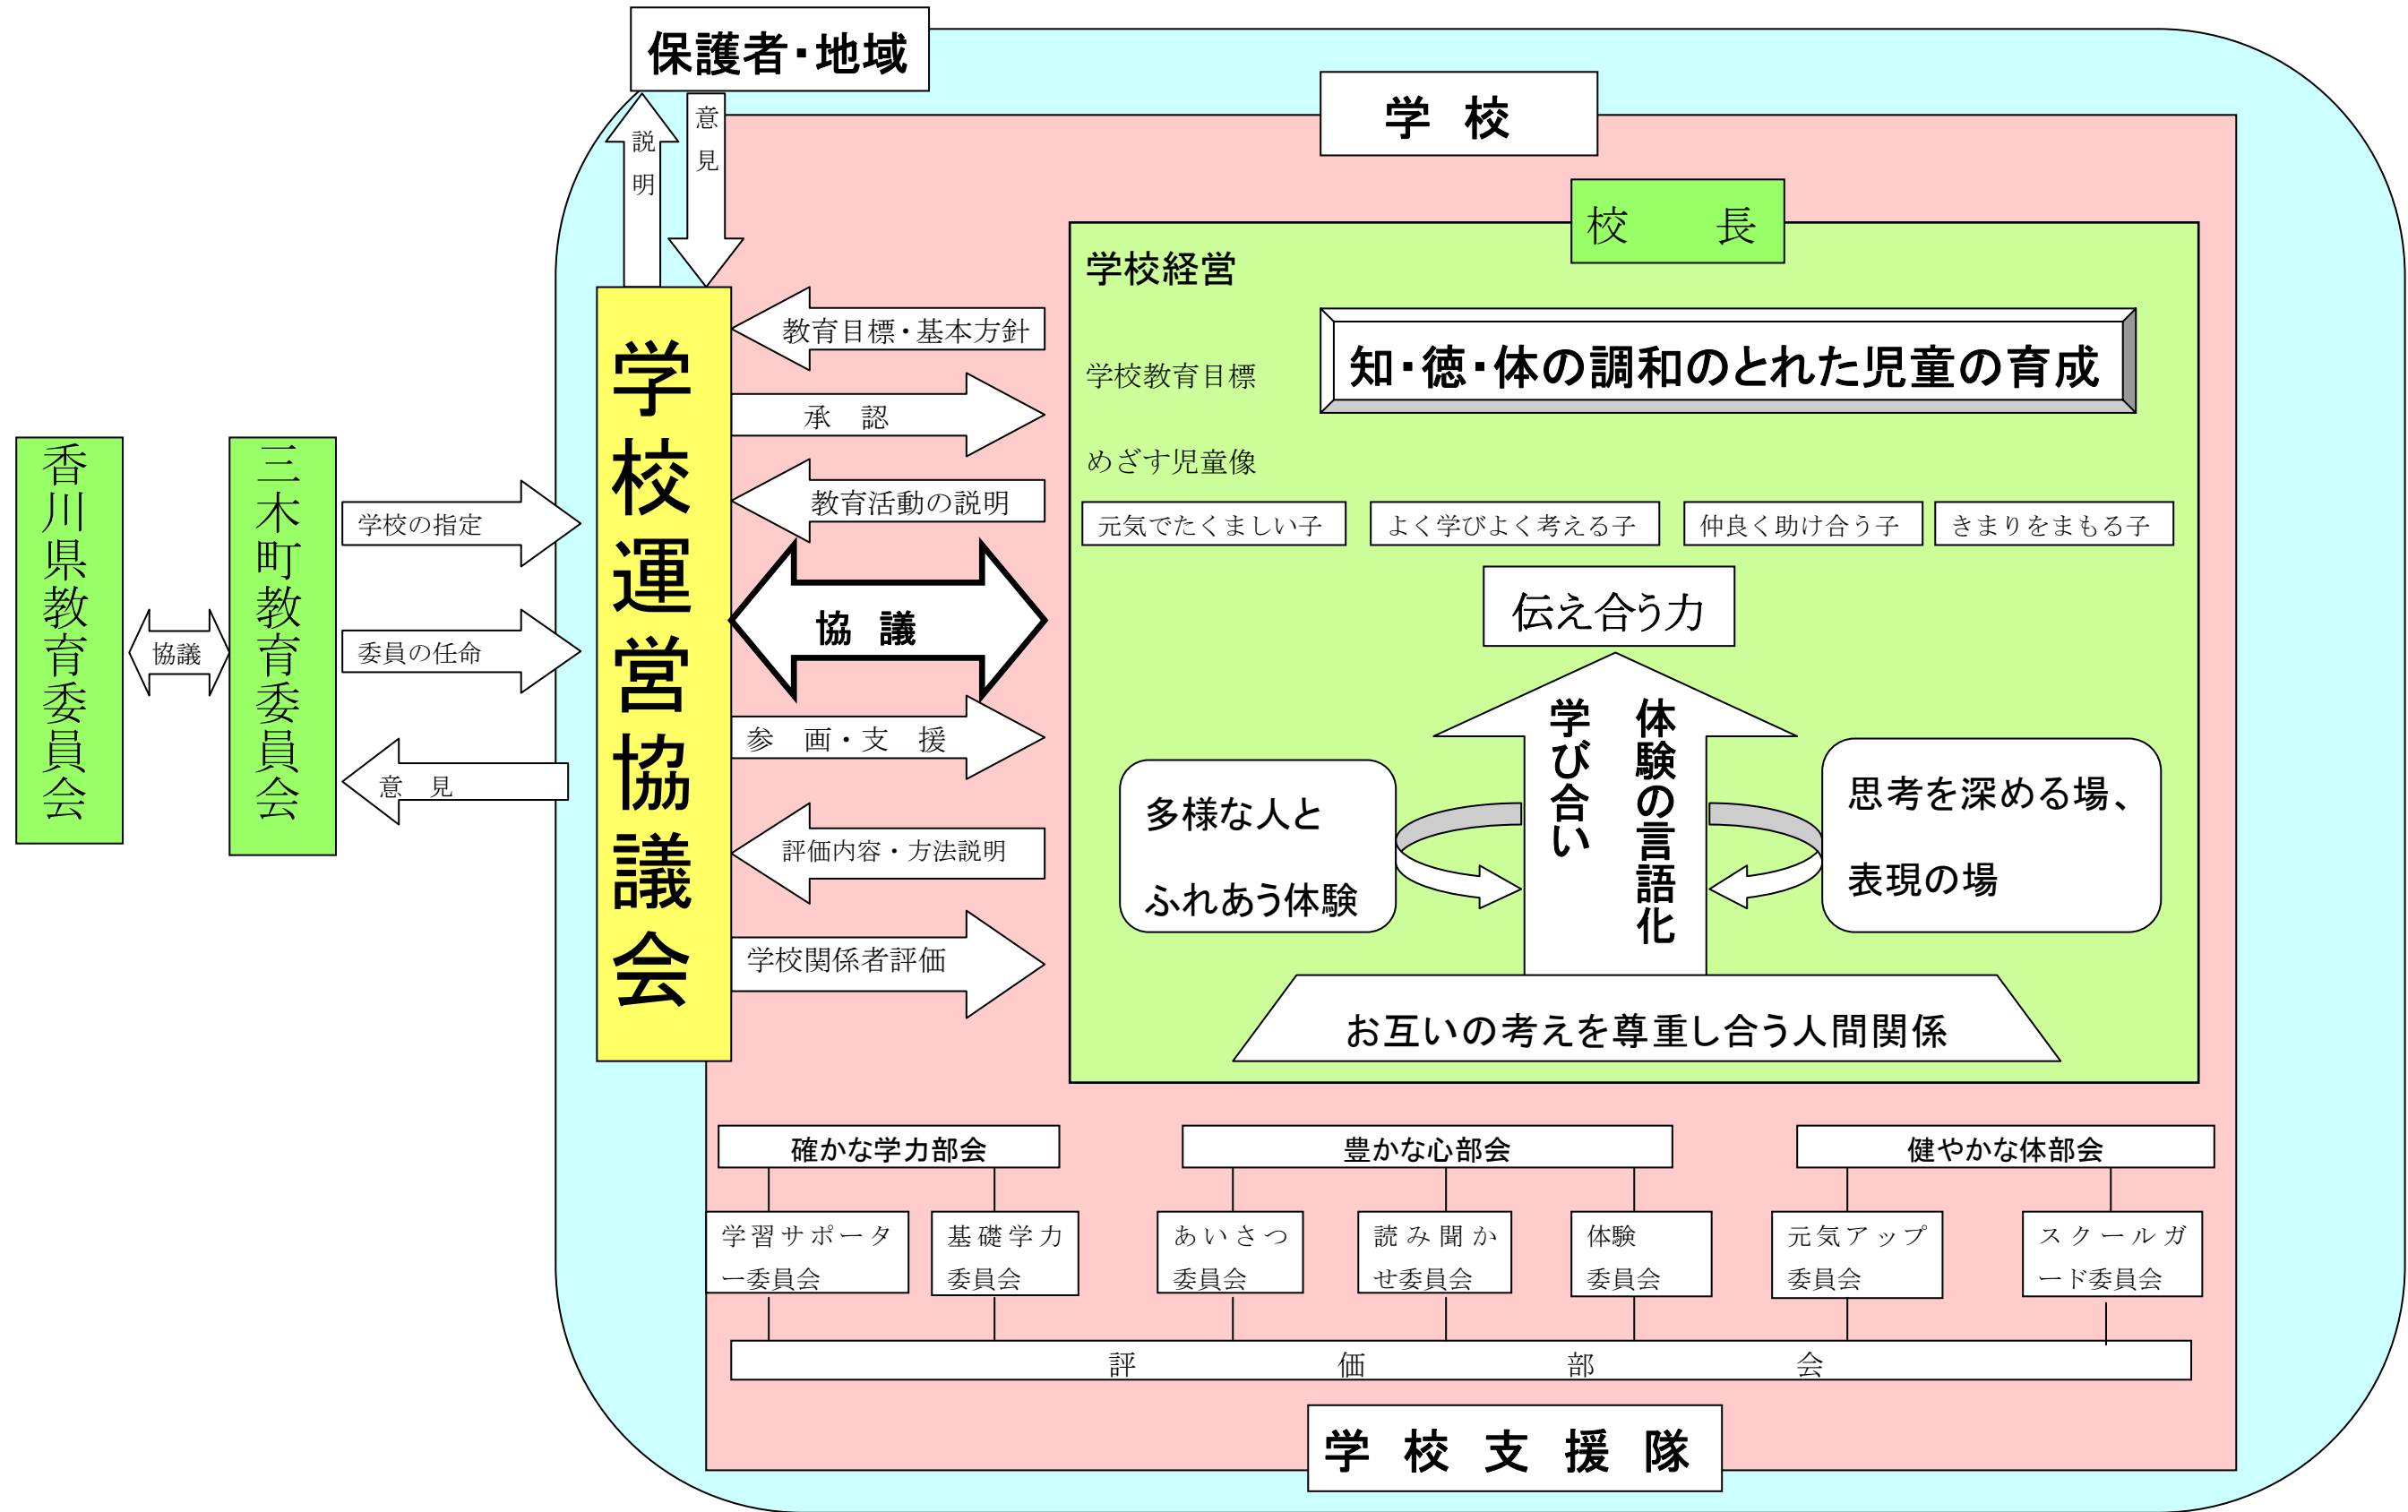 保護者・地域
説明
意見
学　校
校　　長
学校経営
学校教育目標
知・徳・体の調和のとれた児童の育成
めざす児童像
元気でたくましい子
よく学びよく考える子
仲良く助け合う子
きまりをまもる子
伝え合う力
体験の言語化
学び合い
多様な人と
ふれあう体験
思考を深める場、
表現の場
お互いの考えを尊重し合う人間関係
香川県教育委員会
協議
三木町教育委員会
学校の指定
委員の任命
意　見
学校運営協議会
教育目標・基本方針
承　認
教育活動の説明
協　議
参　画・支　援
評価内容・方法説明
学校関係者評価
確かな学力部会
豊かな心部会
健やかな体部会
学習サポータ
ー委員会
基礎学力
委員会
あいさつ
委員会
読み聞か
せ委員会
体験
委員会
元気アップ
委員会
スクールガ
ード委員会
評　価　部　会
学　校　支　援　隊